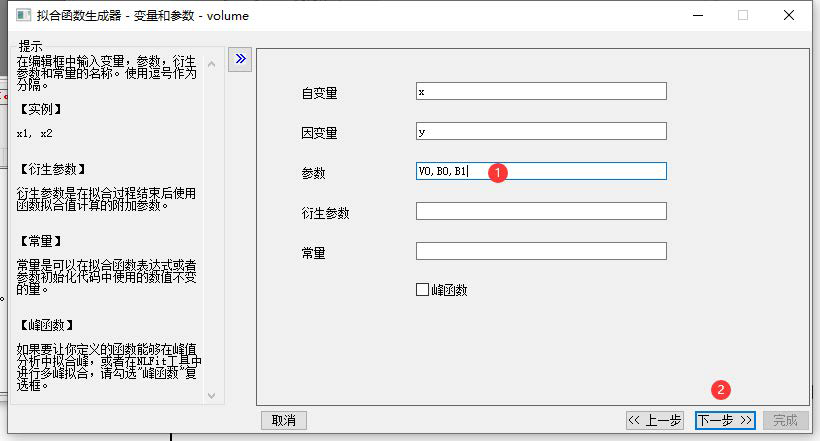 拟合函数生成器 - 变量和参数 - volume
提示
在编辑框中输入变量，参数，衍生
参数和常量的名称。使用逗号作为
分隔。
【实例】
x1, x2
【衍生参数】
衍生参数是在拟合过程结束后使用
函数拟合值计算的附加参数。
【常量】
常量是可以在拟合函数表达式或者
参数初始化代码中使用的数值不变
的量。
【峰函数】
如果要让你定义的函数能够在峰值
分析中拟合峰，或者在NLFit工具中
进行多峰拟合，请勾选"峰函数"复
选框。
自变量 x
因变量 y
参数 V0,B0,B1 1
衍生参数
常量
峰函数
2
取消 << 上一步 下一步 >> 完成